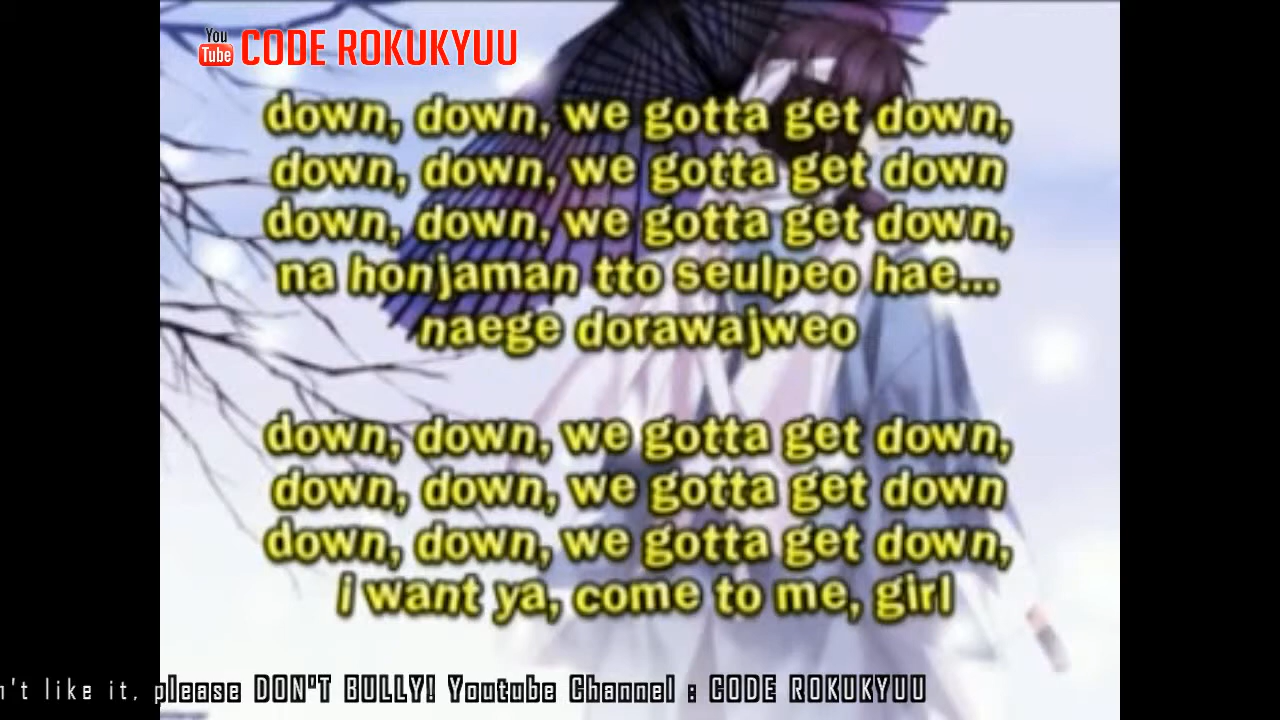 You Tube CODE ROKUKYUU
down, down, we gotta get down,
down, down, we gotta get down
down, down, we gotta get down,
na honjaman tto seulpeo hae...
naege dorawajweo
down, down, we gotta get down,
down, down, we gotta get down
down, down, we gotta get down,
i want ya, come to me, girl
n't like it, please DON'T BULLY! Youtube Channel : CODE ROKUKYUU